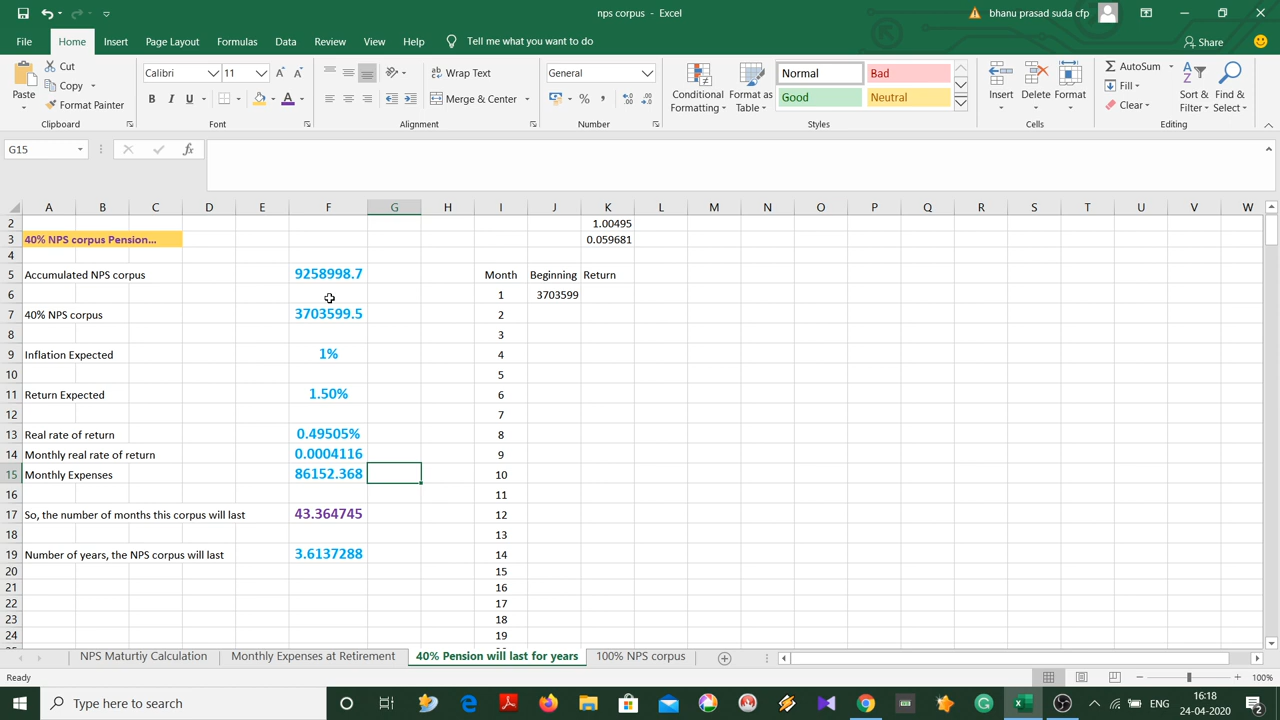 nps corpus - Excel
bhanu prasad suda cfp
File Home Insert Page Layout Formulas Data Review View Help Tell me what you want to do Share
Paste
Cut
Copy
Format Painter
Clipboard
Calibri 11
B I U A
Font
Wrap Text
Merge & Center
Alignment
General
%
Number
Conditional Formatting
Format as Table
Normal Bad
Good Neutral
Styles
Insert Delete Format
Cells
AutoSum
Fill
Clear
Sort & Filter
Find & Select
Editing
G15 fx
A B C D E F G H I J K L M N O P Q R S T U V W
2 1.00495
3 40% NPS corpus Pension... 0.059681
4
5 Accumulated NPS corpus 9258998.7 Month Beginning Return
6 1 3703599
7 40% NPS corpus 3703599.5 2
8 3
9 Inflation Expected 1% 4
10 5
11 Return Expected 1.50% 6
12 7
13 Real rate of return 0.49505% 8
14 Monthly real rate of return 0.0004116 9
15 Monthly Expenses 86152.368 10
16 11
17 So, the number of months this corpus will last 43.364745 12
18 13
19 Number of years, the NPS corpus will last 3.6137288 14
20 15
21 16
22 17
23 18
24 19
NPS Maturtiy Calculation Monthly Expenses at Retirement 40% Pension will last for years 100% NPS corpus
Ready 100%
Type here to search
ENG
16:18
24-04-2020
2